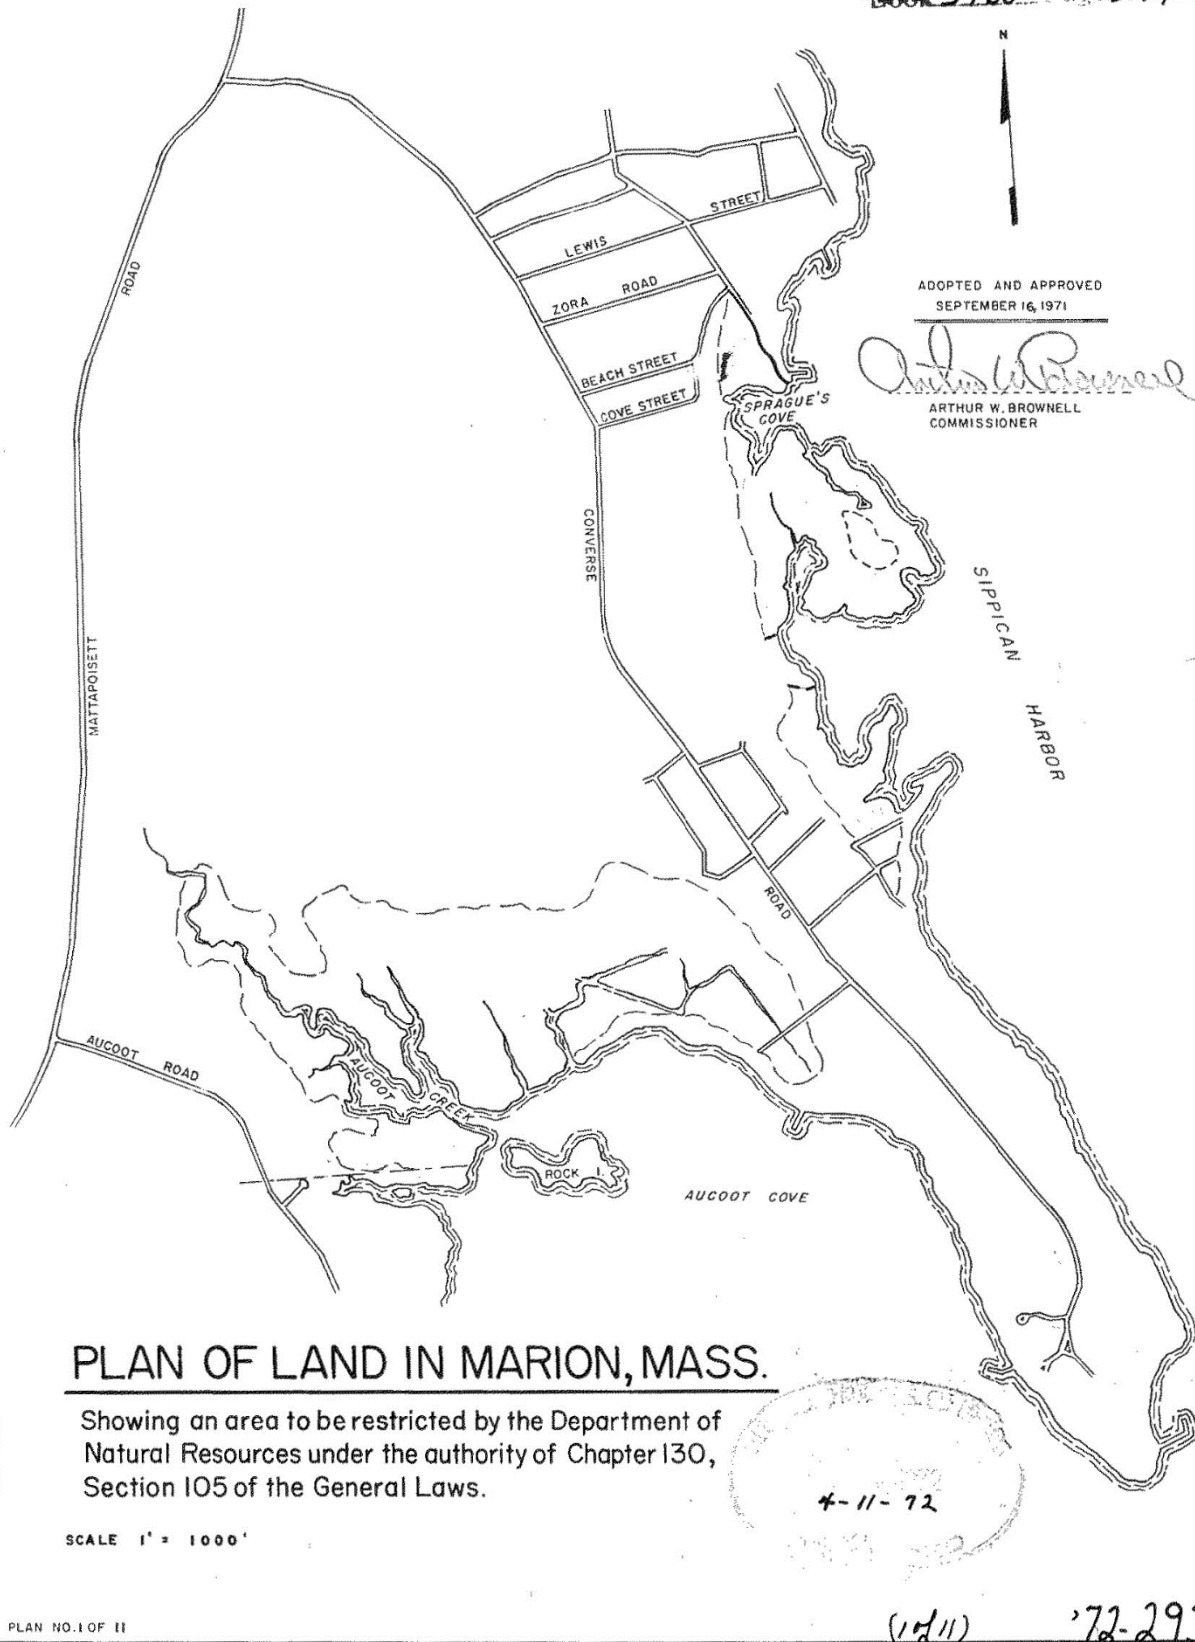 N
ADOPTED AND APPROVED
SEPTEMBER 16, 1971
ARTHUR W. BROWNELL
COMMISSIONER
STREET
LEWIS
ZORA ROAD
BEACH STREET
COVE STREET
SPRAGUE'S
COVE
ROAD
CONVERSE
SIPPICAN
HARBOR
MATTAPOISETT
ROAD
AUCOOT ROAD
AUCOOT
CREEK
ROCK I.
AUCOOT COVE
PLAN OF LAND IN MARION, MASS.
Showing an area to be restricted by the Department of
Natural Resources under the authority of Chapter 130,
Section 105 of the General Laws.
4-11-72
SCALE 1' = 1000'
PLAN NO. 1 OF 11
(1 of 11)
'72-293